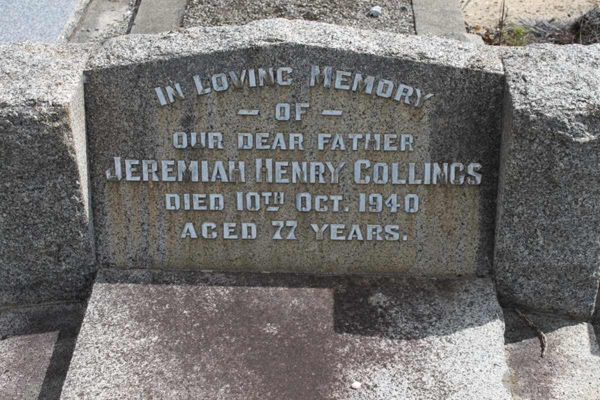 IN LOVING MEMORY
– OF –
OUR DEAR FATHER
JEREMIAH HENRY COLLINGS
DIED 10TH OCT. 1940
AGED 77 YEARS.